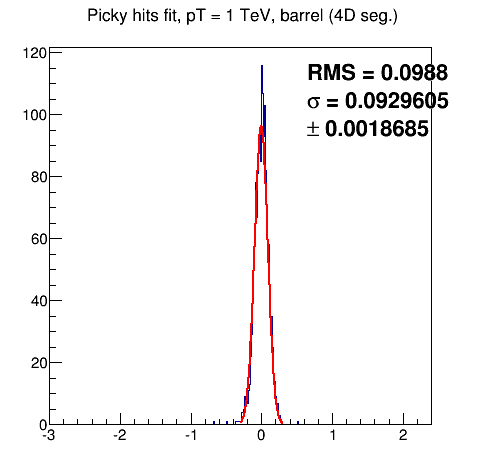 Picky hits fit, pT = 1 TeV, barrel (4D seg.)
120
RMS = 0.0988
σ = 0.0929605
100
± 0.0018685
80
60
40
20
0
-3 -2 -1 0 1 2